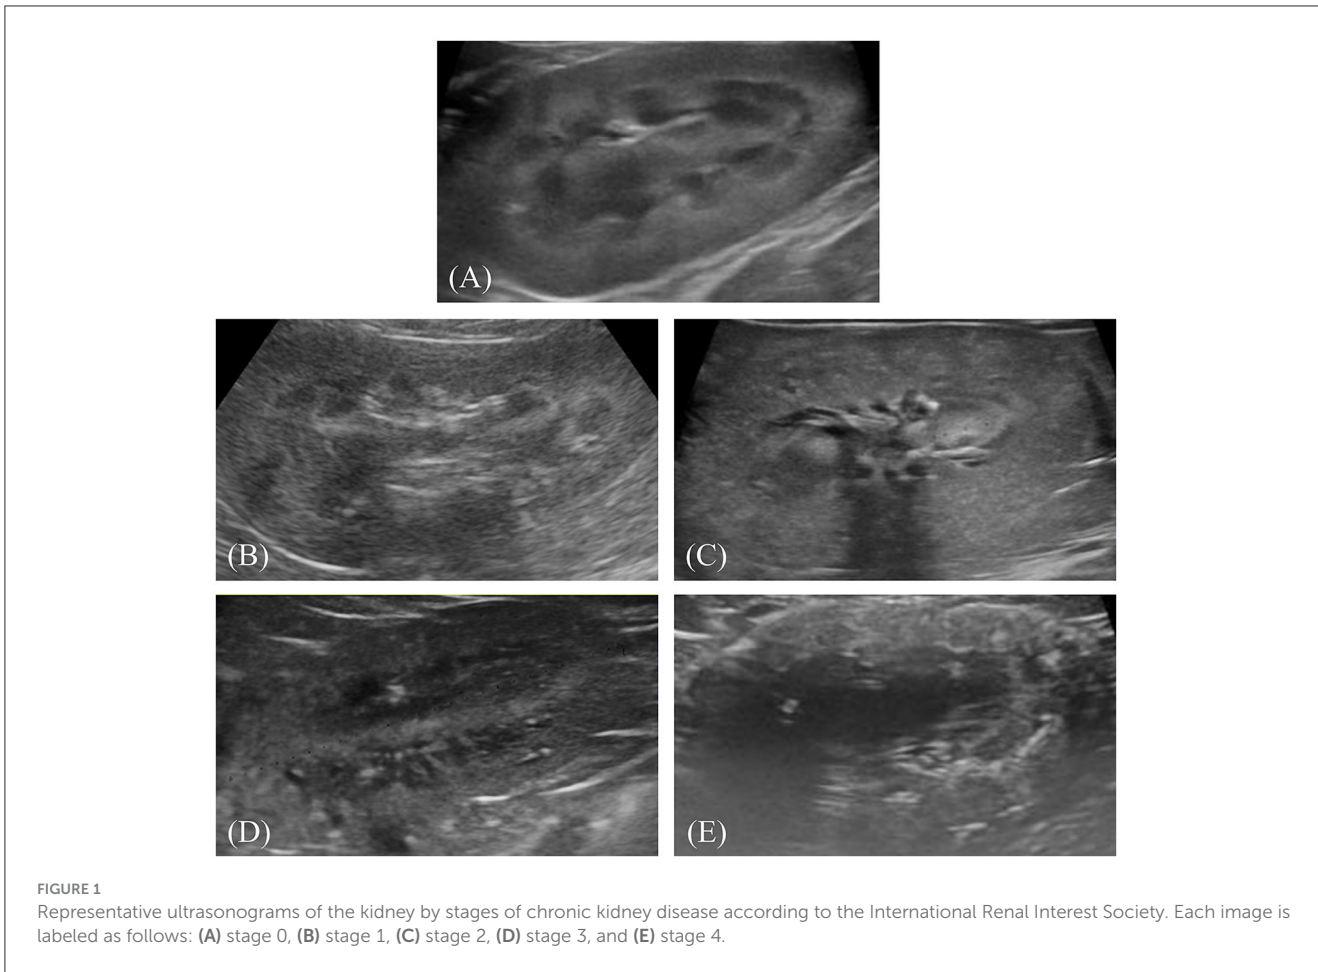 (A)
(B)
(C)
(D)
(E)
FIGURE 1
Representative ultrasonograms of the kidney by stages of chronic kidney disease according to the International Renal Interest Society. Each image is
labeled as follows: (A) stage 0, (B) stage 1, (C) stage 2, (D) stage 3, and (E) stage 4.